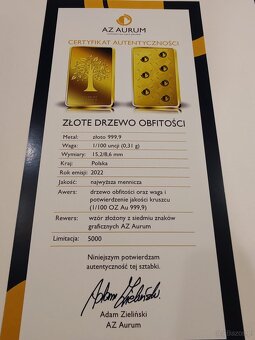 AZ AURUM
CERTYFIKAT AUTENTYCZNOŚCI
ZŁOTE DRZEWO OBFITOŚCI
Metal: złoto 999,9
Waga: 1/100 uncji (0,31 g)
Wymiary: 15,2/8,6 mm
Kraj: Polska
Rok emisji: 2022
Jakość: najwyższa mennicza
Awers: drzewo obfitości oraz waga i
potwierdzenie jakości kruszcu
(1/100 OZ Au 999,9)
Rewers: wzór złożony z siedmiu znaków
graficznych AZ Aurum
Limitacja: 5000
Niniejszym potwierdzam
autentyczność tej sztabki.
Adam Zieliński
Adam Zieliński
AZ Aurum